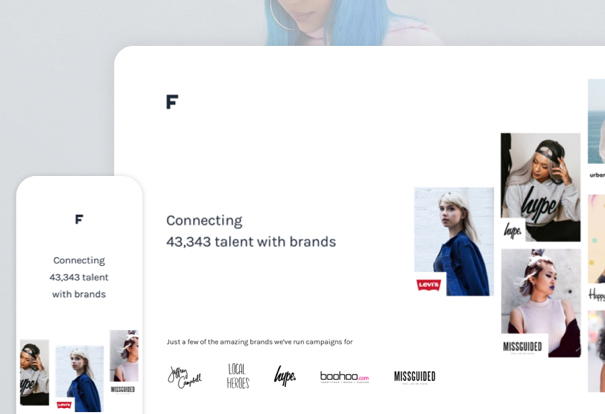 F
Connecting
43,343 talent with brands
Levi's
hype
hype.
MISSGUIDED
urban
Happy
Just a few of the amazing brands we've run campaigns for
Jeffrey Campbell
LOCAL HEROES
hype.
boohoo.com
MISSGUIDED
F
Connecting
43,343 talent
with brands
hype
Levi's
MISSGUIDED